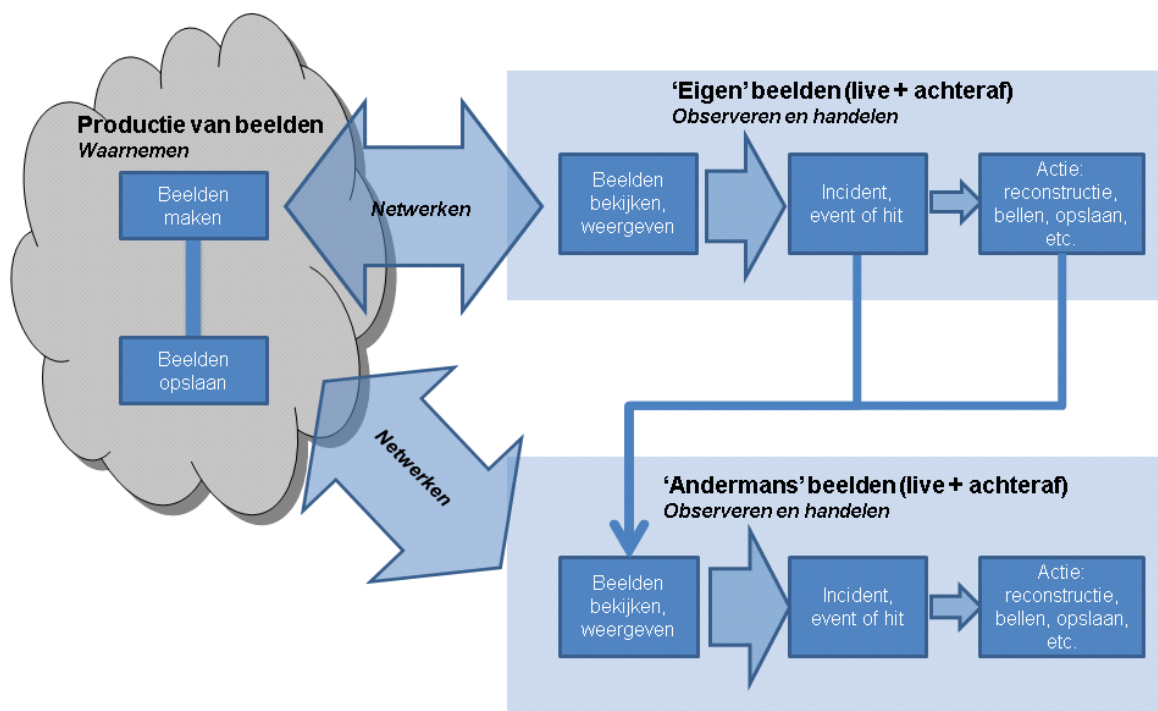 Productie van beelden
Waarnemen
Beelden
maken
Beelden
opslaan
Netwerken
‘Eigen’ beelden (live + achteraf)
Observeren en handelen
Beelden
bekijken,
weergeven
Incident,
event of hit
Actie:
reconstructie,
bellen, opslaan,
etc.
Netwerken
‘Andermans’ beelden (live + achteraf)
Observeren en handelen
Beelden
bekijken,
weergeven
Incident,
event of hit
Actie:
reconstructie,
bellen, opslaan,
etc.